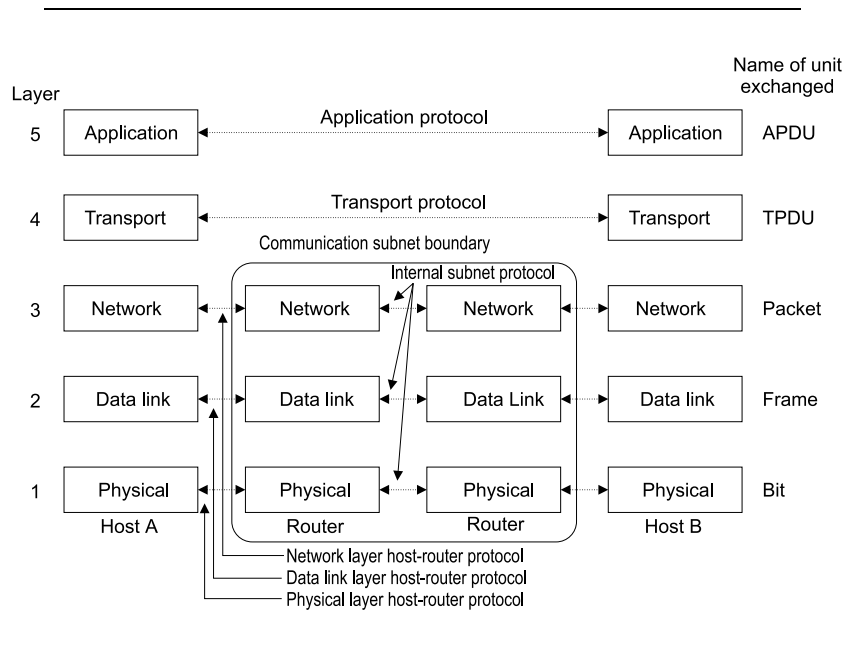 Name of unit
exchanged
Layer
5 Application Application protocol Application APDU
4 Transport Transport protocol Transport TPDU
Communication subnet boundary
Internal subnet protocol
3 Network Network Network Network Packet
2 Data link Data link Data Link Data link Frame
1 Physical Physical Physical Physical Bit
Host A Router Router Host B
Network layer host-router protocol
Data link layer host-router protocol
Physical layer host-router protocol